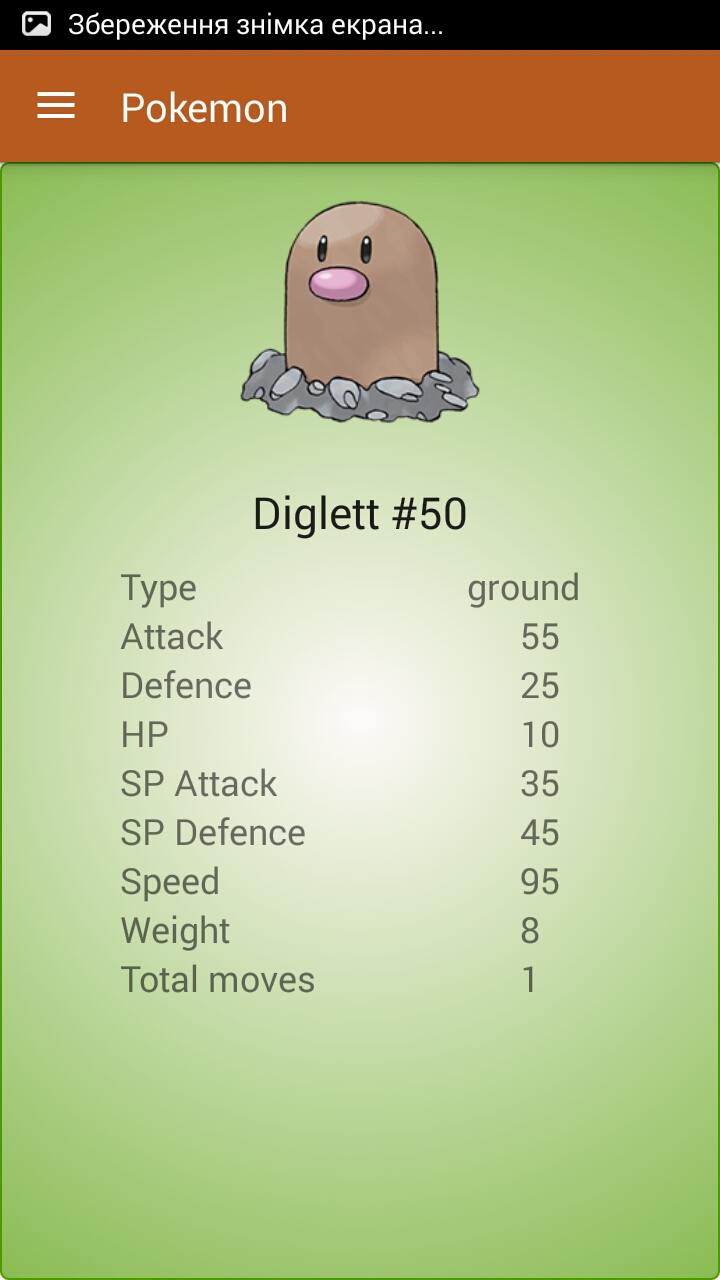 Збереження знімка екрана...
Pokemon
Diglett #50
Type ground
Attack 55
Defence 25
HP 10
SP Attack 35
SP Defence 45
Speed 95
Weight 8
Total moves 1